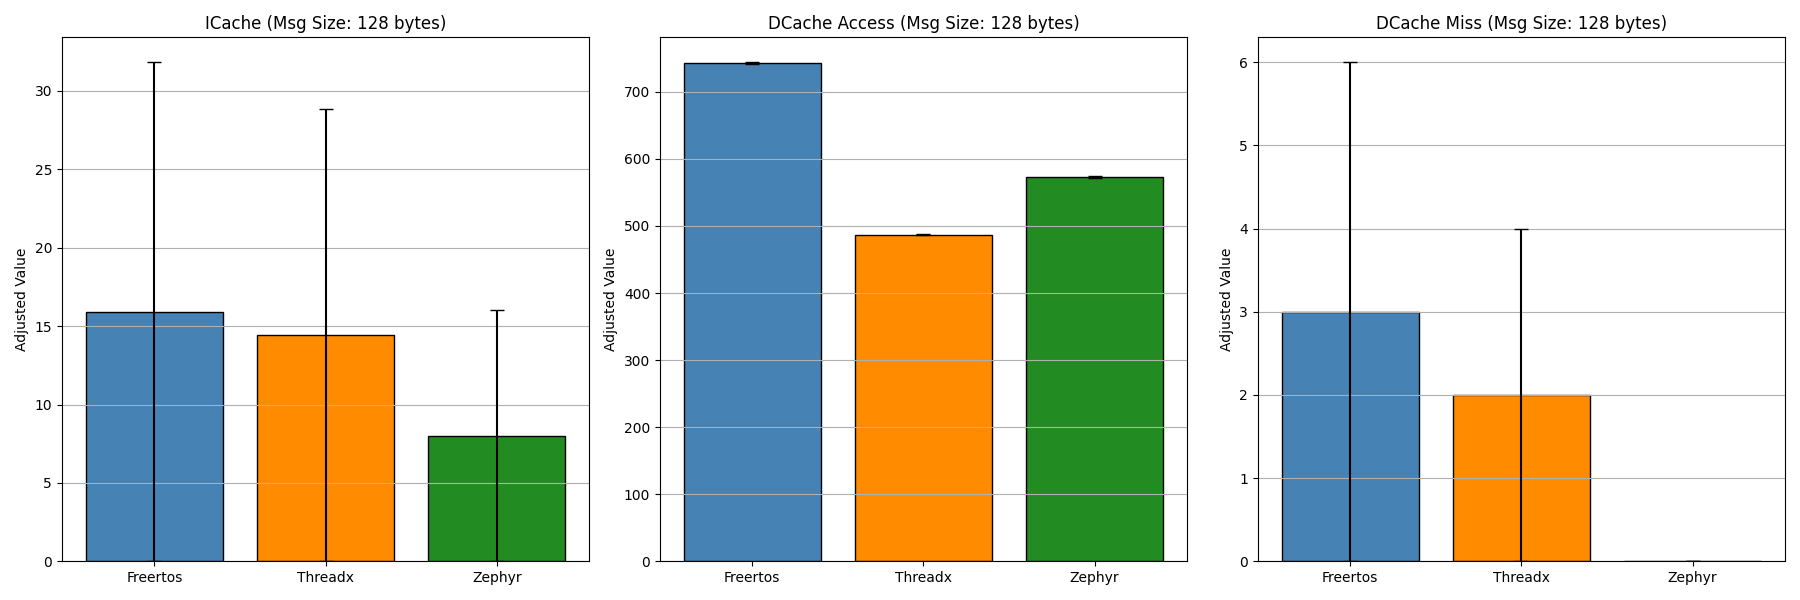 ICache (Msg Size: 128 bytes)
Adjusted Value
30
25
20
15
10
5
0
Freertos
Threadx
Zephyr
DCache Access (Msg Size: 128 bytes)
Adjusted Value
700
600
500
400
300
200
100
0
Freertos
Threadx
Zephyr
DCache Miss (Msg Size: 128 bytes)
Adjusted Value
6
5
4
3
2
1
0
Freertos
Threadx
Zephyr